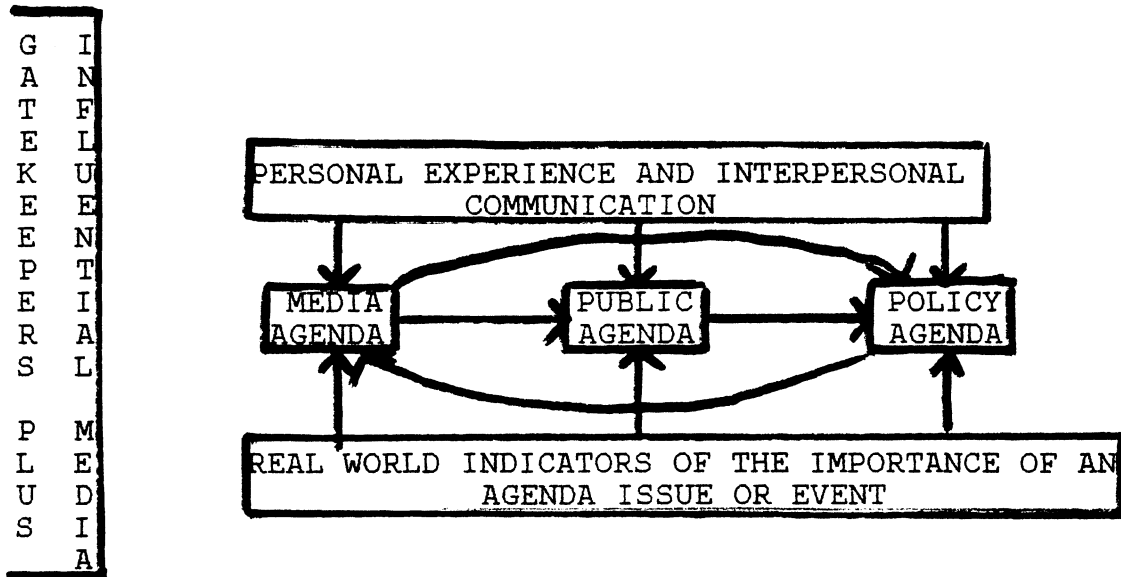 GATEKEEPERS PLUS
INFLUENTIAL MEDIA
PERSONAL EXPERIENCE AND INTERPERSONAL
COMMUNICATION
MEDIA
AGENDA
PUBLIC
AGENDA
POLICY
AGENDA
REAL WORLD INDICATORS OF THE IMPORTANCE OF AN
AGENDA ISSUE OR EVENT